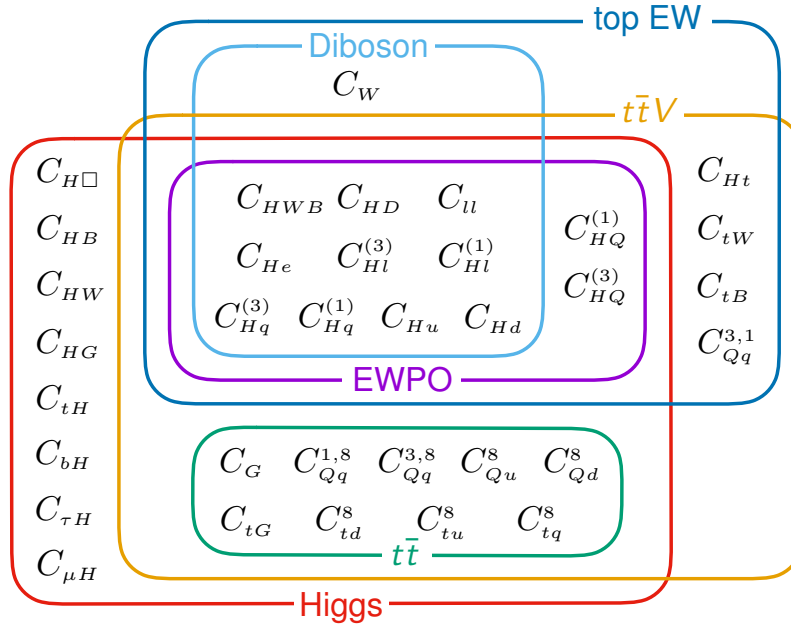 top EW
Diboson
C_W
t\bar{t}V
C_{H□}
C_{Ht}
C_{HWB} C_{HD} C_{ll}
C_{HB}
C_{HQ}^{(1)}
C_{tW}
C_{He} C_{Hl}^{(3)} C_{Hl}^{(1)}
C_{HW}
C_{HQ}^{(3)}
C_{tB}
C_{Hq}^{(3)} C_{Hq}^{(1)} C_{Hu} C_{Hd}
C_{HG}
C_{Qq}^{3,1}
EWPO
C_{tH}
C_{bH}
C_G C_{Qq}^{1,8} C_{Qq}^{3,8} C_{Qu}^{8} C_{Qd}^{8}
C_{τH}
C_{tG} C_{td}^{8} C_{tu}^{8} C_{tq}^{8}
t\bar{t}
C_{μH}
Higgs